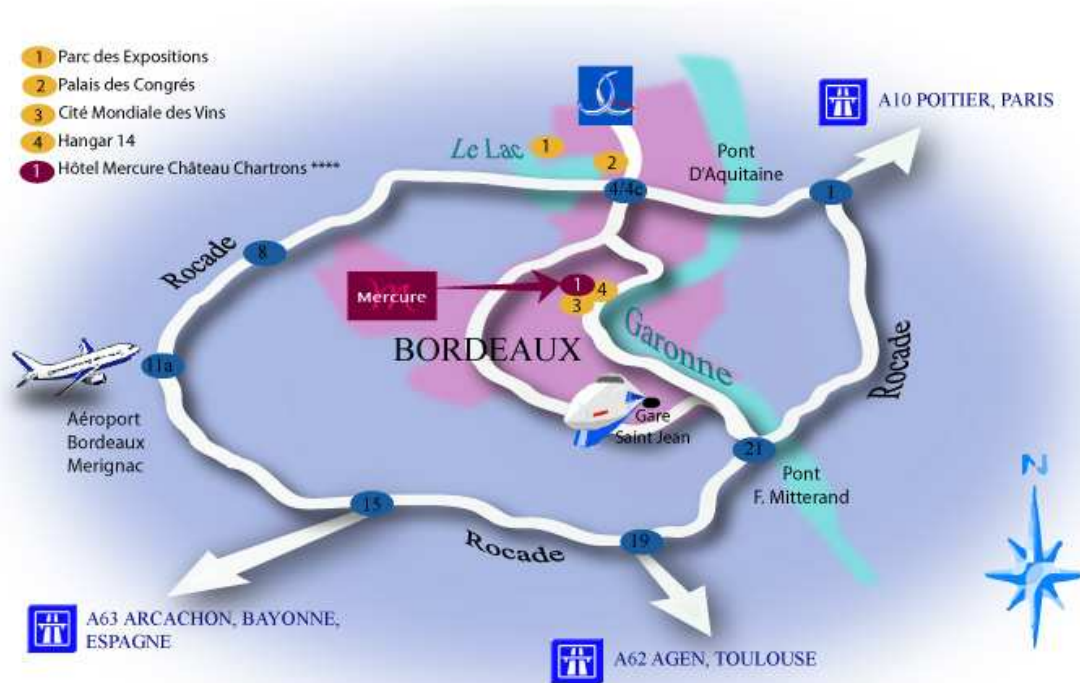 1 Parc des Expositions
2 Palais des Congrés
3 Cité Mondiale des Vins
4 Hangar 14
1 Hôtel Mercure Château Chartrons ****
A10 POITIER, PARIS
Le Lac
1
2
Pont
D'Aquitaine
4/4c
1
Rocade
8
Mercure
1
4
3
BORDEAUX
Garonne
Rocade
11a
Aéroport
Bordeaux
Merignac
Gare
Saint Jean
21
Pont
F. Mitterand
N
15
Rocade
19
A63 ARCACHON, BAYONNE,
ESPAGNE
A62 AGEN, TOULOUSE